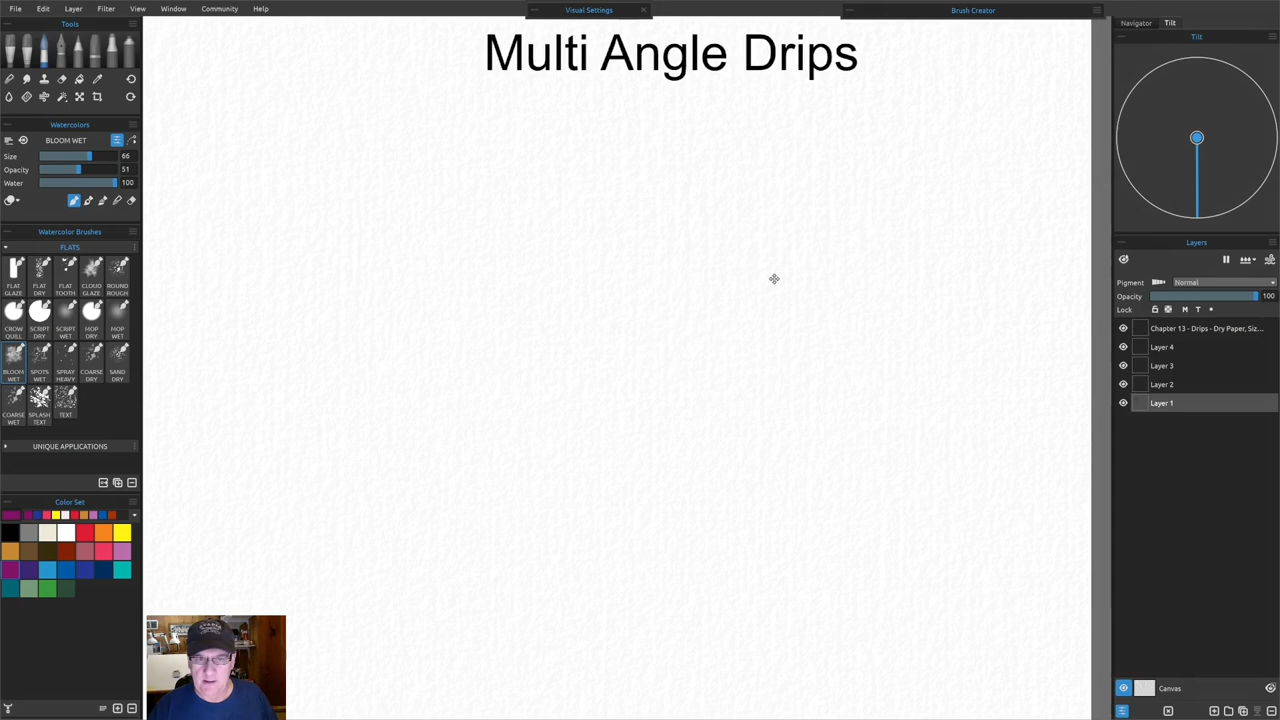 File Edit Layer Filter View Window Community Help
Visual Settings
Brush Creator
Tools
Navigator Tilt
Tilt
Multi Angle Drips
Watercolors
BLOOM WET
Size 66
Opacity 51
Water 100
Watercolor Brushes
FLATS
FLAT GLAZE
FLAT DRY
FLAT TOOTH
CLOUD GLAZE
ROUND ROUGH
CROW QUILL
SCRIPT DRY
SCRIPT WET
MOP DRY
MOP WET
BLOOM WET
SPOTS WET
SPRAY HEAVY
COARSE DRY
SAND DRY
COARSE WET
SPLASH TEXT
TEXT
UNIQUE APPLICATIONS
Color Set
Layers
Pigment Normal
Opacity 100
Lock M T
Chapter 13 - Drips - Dry Paper, Siz...
Layer 4
Layer 3
Layer 2
Layer 1
Canvas